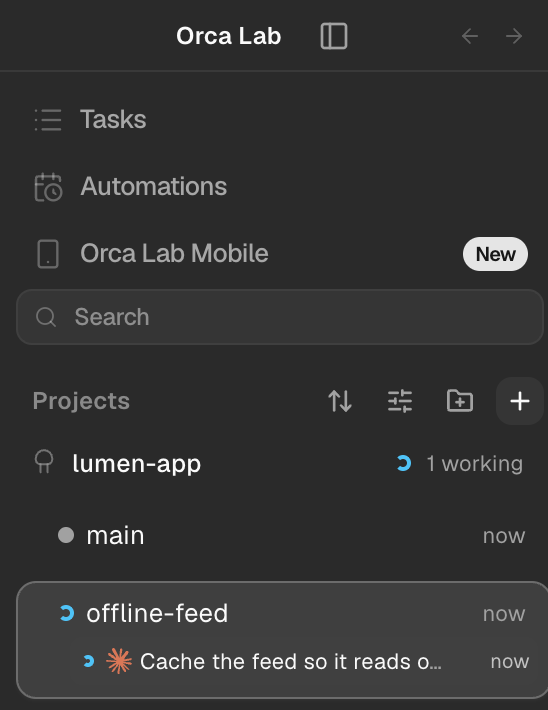 Orca Lab
Tasks
Automations
Orca Lab Mobile New
Search
Projects
lumen-app 1 working
main now
offline-feed now
Cache the feed so it reads o... now